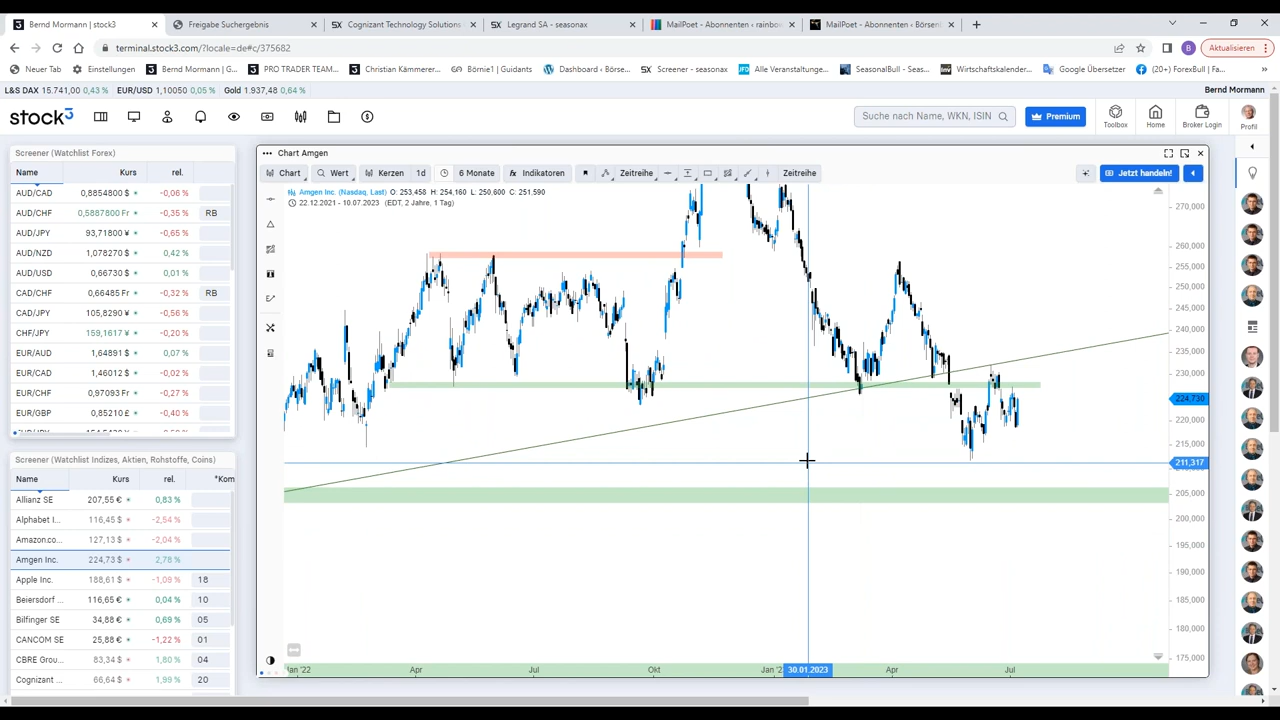 Bernd Mormann | stock3
Freigabe Suchergebnis
Cognizant Technology Solutions
Legrand SA - seasonax
MailPoet - Abonnenten ‹ rainbo
MailPoet - Abonnenten ‹ Börsen
terminal.stock3.com/?locale=de#c/375682
B
Aktualisieren
Neuer Tab
Einstellungen
Bernd Mormann | G...
PRO TRADER TEAM...
Christian Kämmerer...
Börnie1 | Guidants
Dashboard ‹ Börse...
Screener - seasonax
Alle Veranstaltunge...
SeasonalBull - Seas...
Wirtschaftskalender...
Google Übersetzer
(20+) ForexBull | Fa...
L&S DAX 15.741,00 0,43 % EUR/USD 1,10050 0,05 % Gold 1.937,48 0,64 %
Bernd Mormann
stock3
Suche nach Name, WKN, ISIN
Premium
Toolbox
Home
Broker Login
Profil
Screener (Watchlist Forex)
Name Kurs rel.
AUD/CAD 0,8854800 $ -0,06 %
AUD/CHF 0,5887800 Fr -0,35 % RB
AUD/JPY 93,71800 ¥ -0,65 %
AUD/NZD 1,078270 $ 0,42 %
AUD/USD 0,66730 $ 0,01 %
CAD/CHF 0,66485 Fr -0,32 % RB
CAD/JPY 105,8290 ¥ -0,56 %
CHF/JPY 159,1617 ¥ -0,20 %
EUR/AUD 1,64891 $ 0,07 %
EUR/CAD 1,46012 $ -0,02 %
EUR/CHF 0,97093 Fr -0,27 %
EUR/GBP 0,85210 £ -0,40 %
Screener (Watchlist Indizes, Aktien, Rohstoffe, Coins)
Name Kurs rel. *Kom
Allianz SE 207,55 € 0,83 %
Alphabet I... 116,45 $ -2,54 %
Amazon.co... 127,13 $ -2,04 %
Amgen Inc. 224,73 $ 2,78 %
Apple Inc. 188,61 $ -1,09 % 18
Beiersdorf ... 116,65 € 0,04 % 10
Bilfinger SE 34,88 € 0,69 % 05
CANCOM SE 25,88 € -1,22 % 01
CBRE Grou... 83,34 $ 1,80 % 04
Cognizant ... 66,64 $ 1,99 % 20
Chart Amgen
Chart
Wert
Kerzen
1d
6 Monate
fx Indikatoren
Zeitreihe
Zeitreihe
Jetzt handeln!
Amgen Inc. (Nasdaq, Last) O: 253,458 H: 254,160 L: 250,600 C: 251,590
22.12.2021 - 10.07.2023 (EDT, 2 Jahre, 1 Tag)
270,000
260,000
255,000
250,000
245,000
240,000
235,000
230,000
224,730
220,000
215,000
211,317
205,000
200,000
195,000
190,000
185,000
180,000
175,000
Jan '22
Apr
Jul
Okt
Jan '2
30.01.2023
Apr
Jul